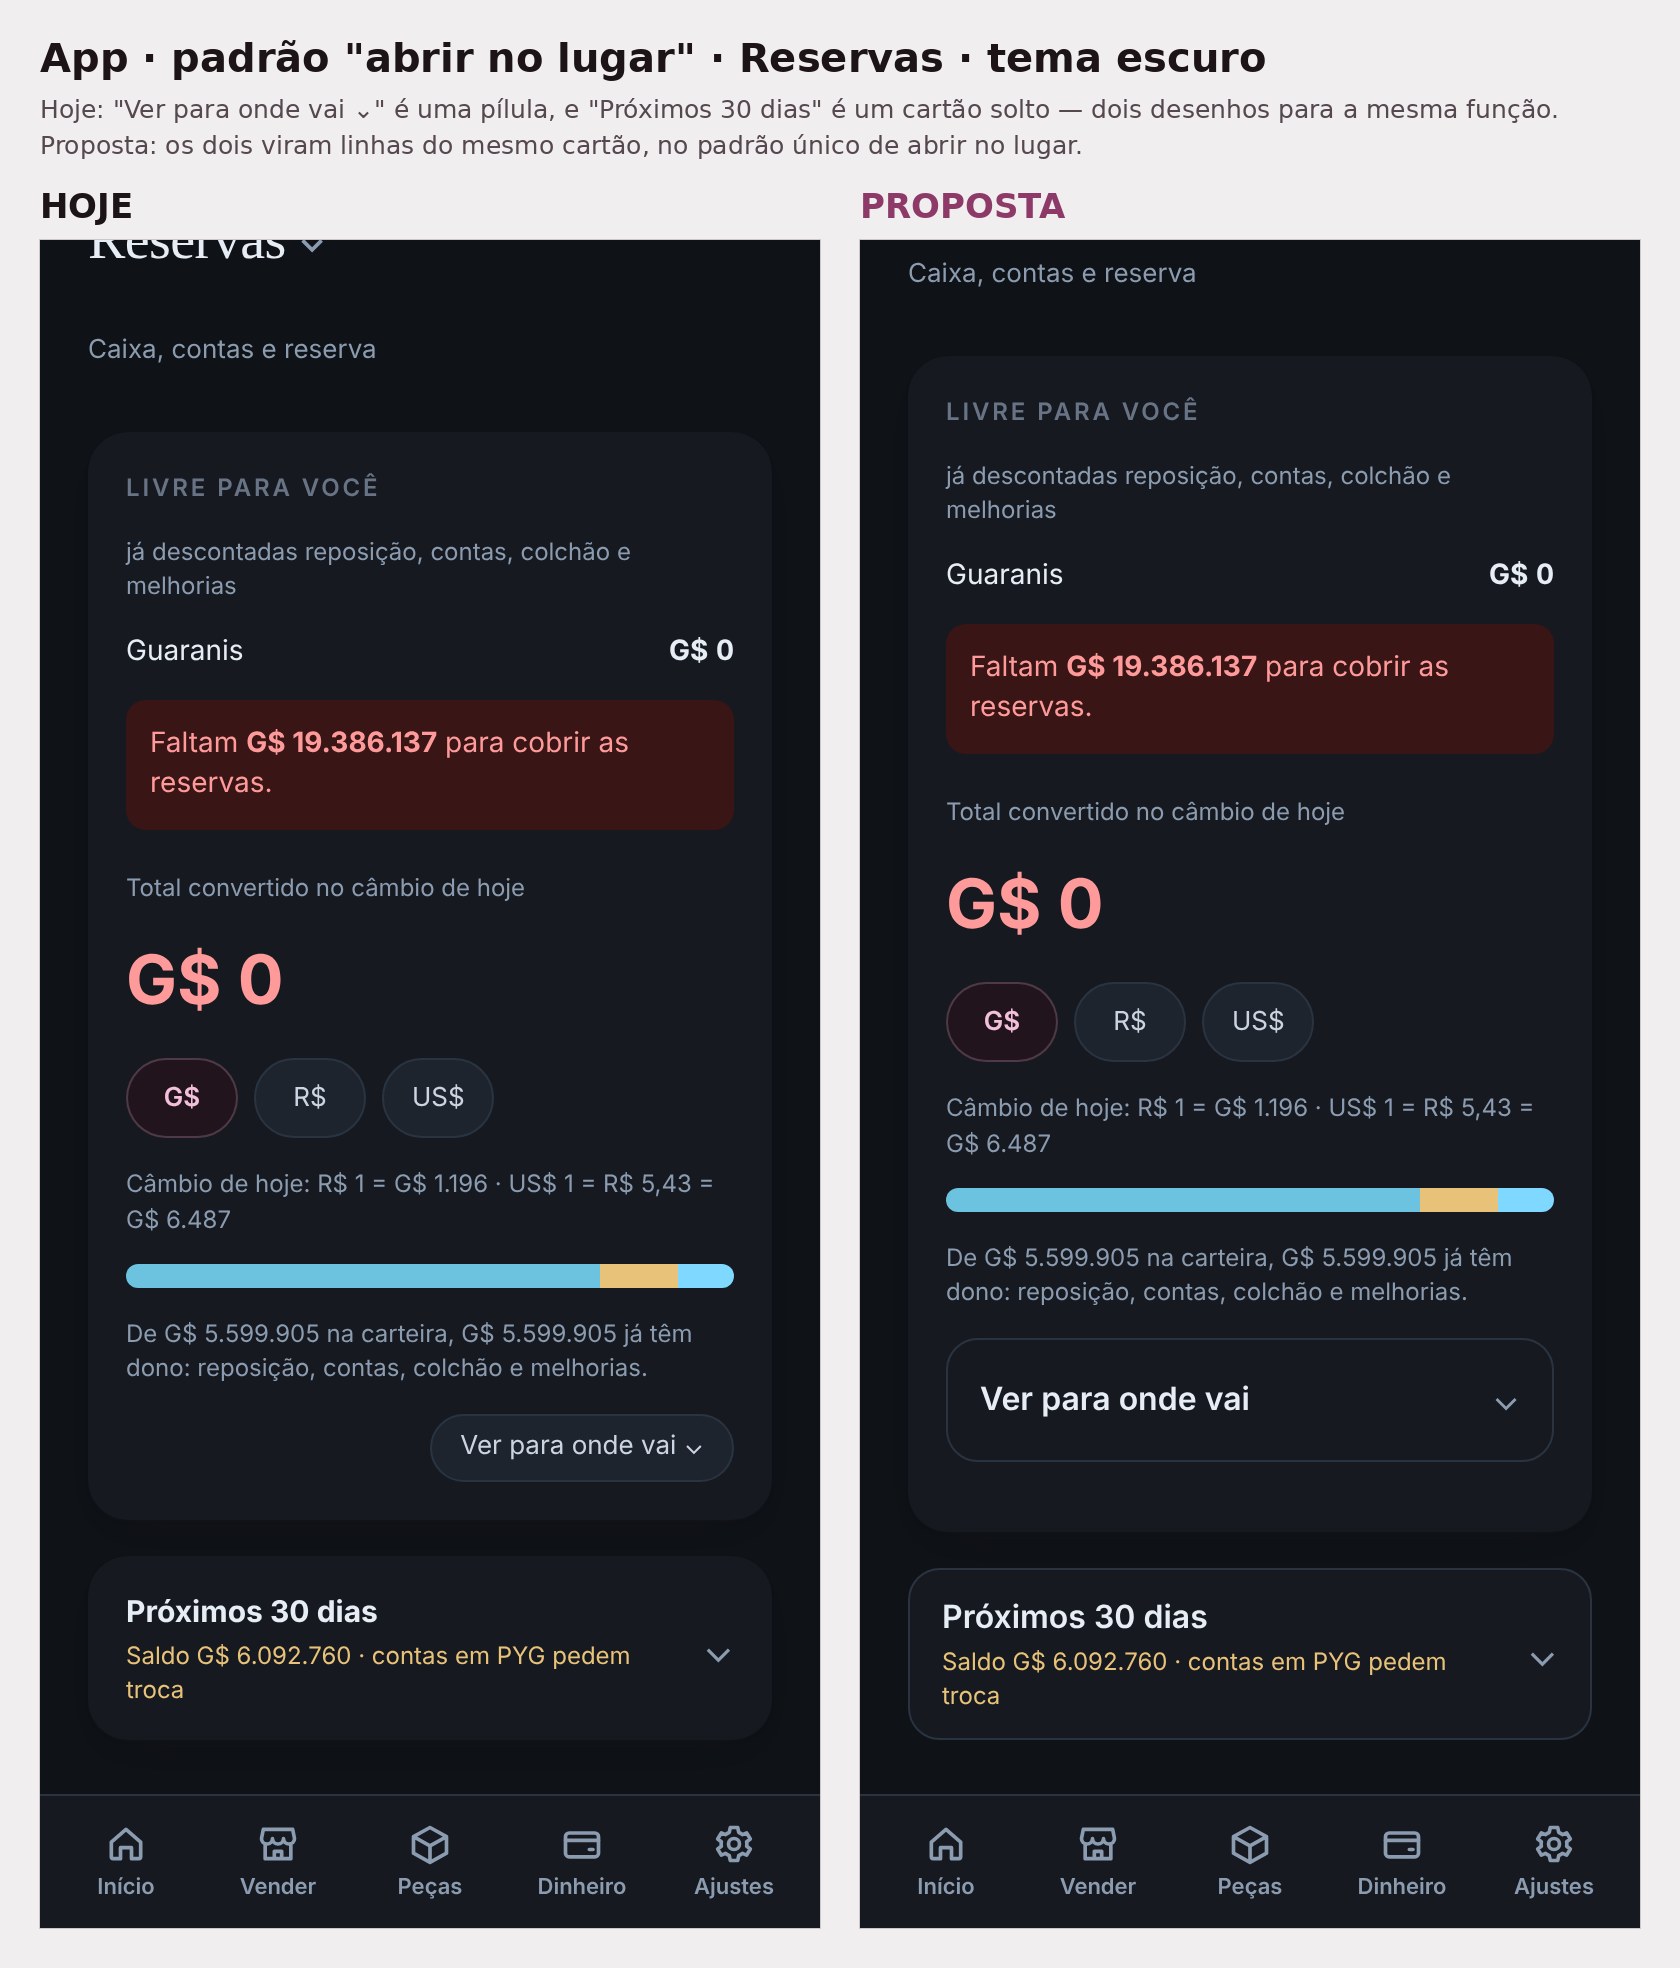 App · padrão "abrir no lugar" · Reservas · tema escuro
Hoje: "Ver para onde vai ⌄" é uma pílula, e "Próximos 30 dias" é um cartão solto — dois desenhos para a mesma função.
Proposta: os dois viram linhas do mesmo cartão, no padrão único de abrir no lugar.
HOJE
Reservas
Caixa, contas e reserva
LIVRE PARA VOCÊ
já descontadas reposição, contas, colchão e
melhorias
Guaranis G$ 0
Faltam G$ 19.386.137 para cobrir as
reservas.
Total convertido no câmbio de hoje
G$ 0
G$ R$ US$
Câmbio de hoje: R$ 1 = G$ 1.196 · US$ 1 = R$ 5,43 =
G$ 6.487
De G$ 5.599.905 na carteira, G$ 5.599.905 já têm
dono: reposição, contas, colchão e melhorias.
Ver para onde vai
Próximos 30 dias
Saldo G$ 6.092.760 · contas em PYG pedem
troca
Início Vender Peças Dinheiro Ajustes
PROPOSTA
Caixa, contas e reserva
LIVRE PARA VOCÊ
já descontadas reposição, contas, colchão e
melhorias
Guaranis G$ 0
Faltam G$ 19.386.137 para cobrir as
reservas.
Total convertido no câmbio de hoje
G$ 0
G$ R$ US$
Câmbio de hoje: R$ 1 = G$ 1.196 · US$ 1 = R$ 5,43 =
G$ 6.487
De G$ 5.599.905 na carteira, G$ 5.599.905 já têm
dono: reposição, contas, colchão e melhorias.
Ver para onde vai
Próximos 30 dias
Saldo G$ 6.092.760 · contas em PYG pedem
troca
Início Vender Peças Dinheiro Ajustes